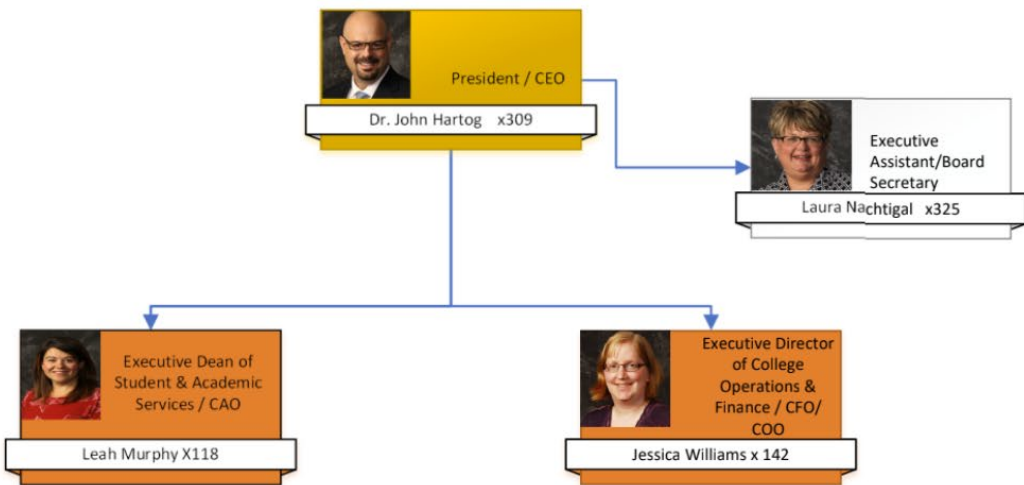 President / CEO
Dr. John Hartog x309
Executive
Assistant/Board
Secretary
Laura Nachtigal x325
Executive Dean of
Student & Academic
Services / CAO
Leah Murphy X118
Executive Director
of College
Operations &
Finance / CFO/
COO
Jessica Williams x 142